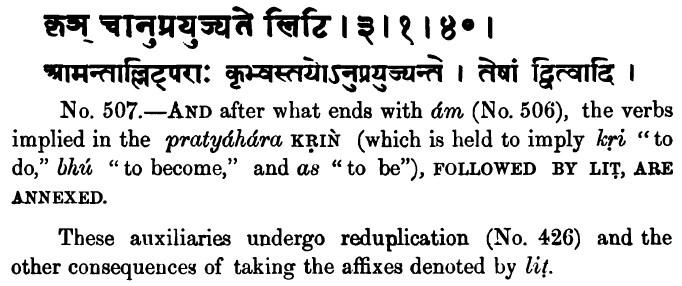 कृञ् चानुप्रयुज्यते लिटि । ३ । १ । ४० ।
आमन्ताल्लिट्पराः कृभ्वस्तयोऽनुप्रयुज्यन्ते । तेषां द्वित्वादि ।
No. 507.—AND after what ends with ám (No. 506), the verbs
implied in the pratyáhára KṚIṄ (which is held to imply kṛi “to
do,” bhú “to become,” and as “to be”), FOLLOWED BY LIṬ, ARE
ANNEXED.
These auxiliaries undergo reduplication (No. 426) and the
other consequences of taking the affixes denoted by liṭ.